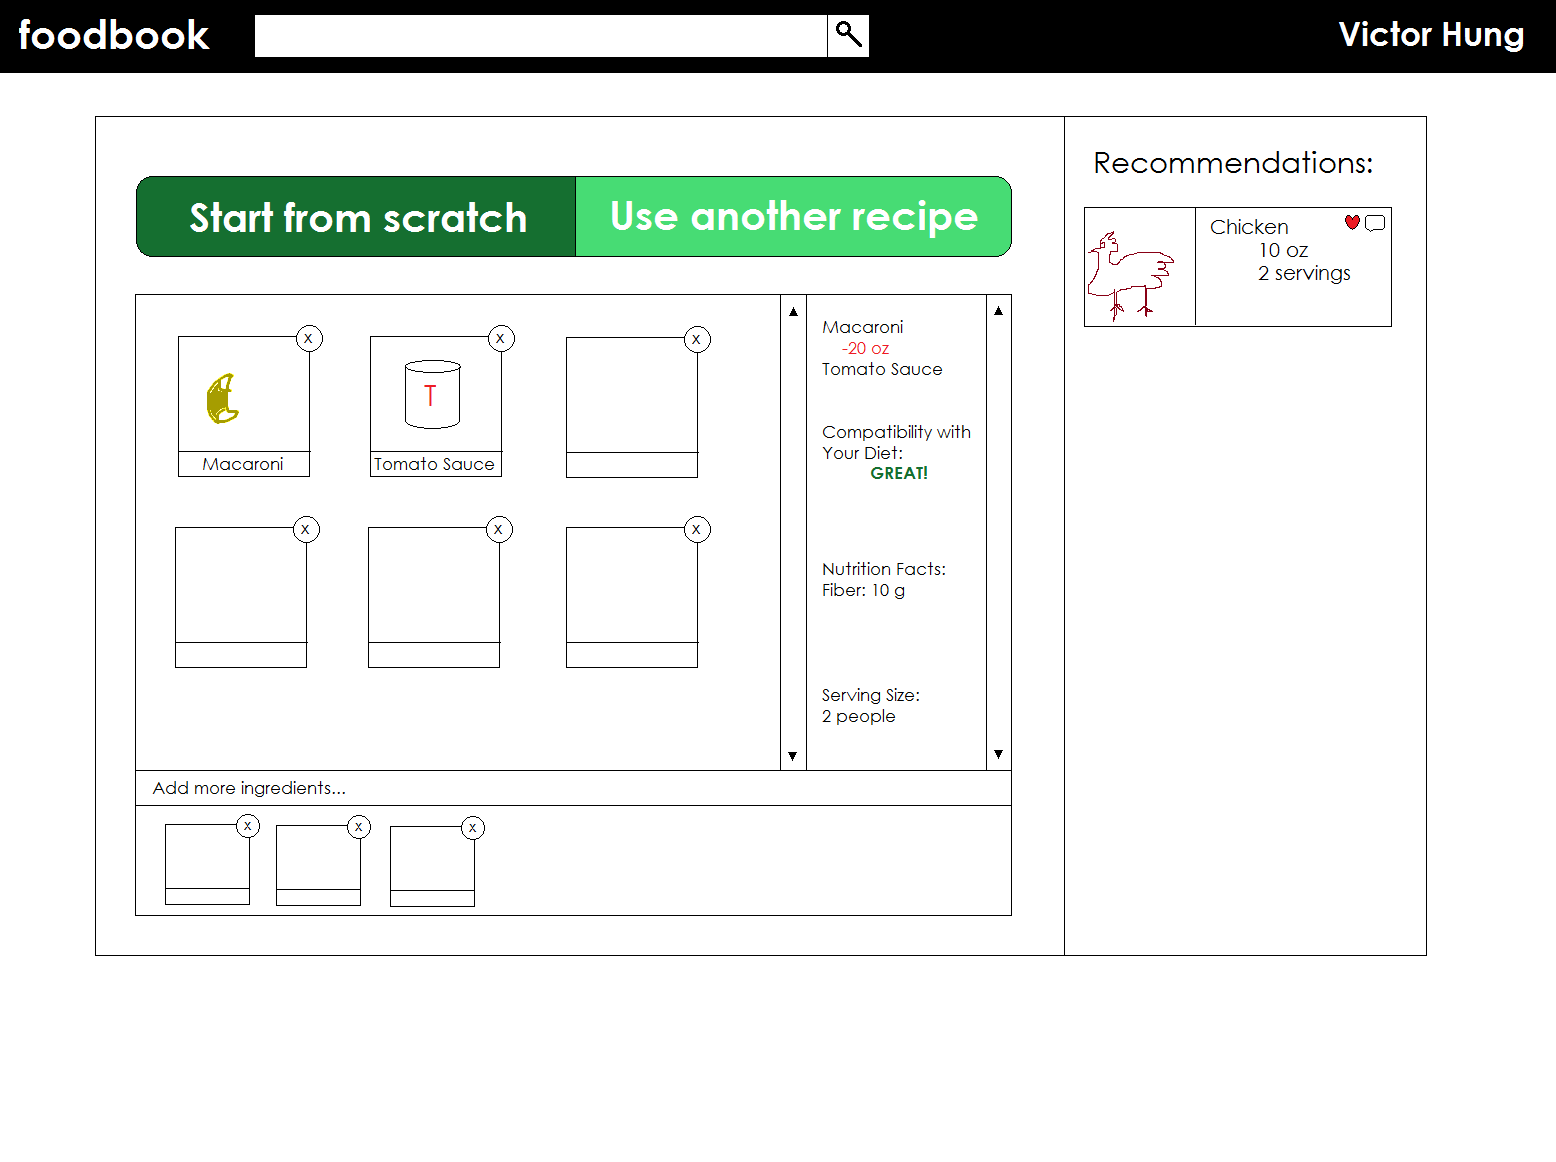 foodbook
Victor Hung
Start from scratch
Use another recipe
X
X
X
T
Macaroni
Tomato Sauce
X
X
X
Macaroni
-20 oz
Tomato Sauce
Compatibility with
Your Diet:
GREAT!
Nutrition Facts:
Fiber: 10 g
Serving Size:
2 people
Add more ingredients...
X
X
X
Recommendations:
Chicken
10 oz
2 servings